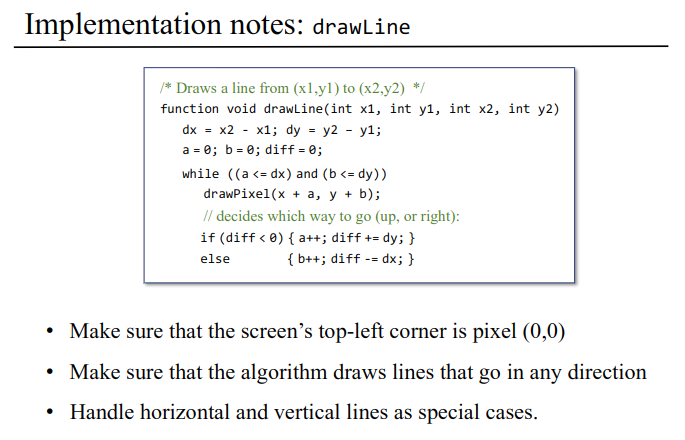 Implementation notes: drawLine
/* Draws a line from (x1,y1) to (x2,y2) */
function void drawLine(int x1, int y1, int x2, int y2)
dx = x2 - x1; dy = y2 - y1;
a = 0; b = 0; diff = 0;
while ((a <= dx) and (b <= dy))
drawPixel(x + a, y + b);
// decides which way to go (up, or right):
if (diff < 0) { a++; diff += dy; }
else { b++; diff -= dx; }
• Make sure that the screen’s top-left corner is pixel (0,0)
• Make sure that the algorithm draws lines that go in any direction
• Handle horizontal and vertical lines as special cases.